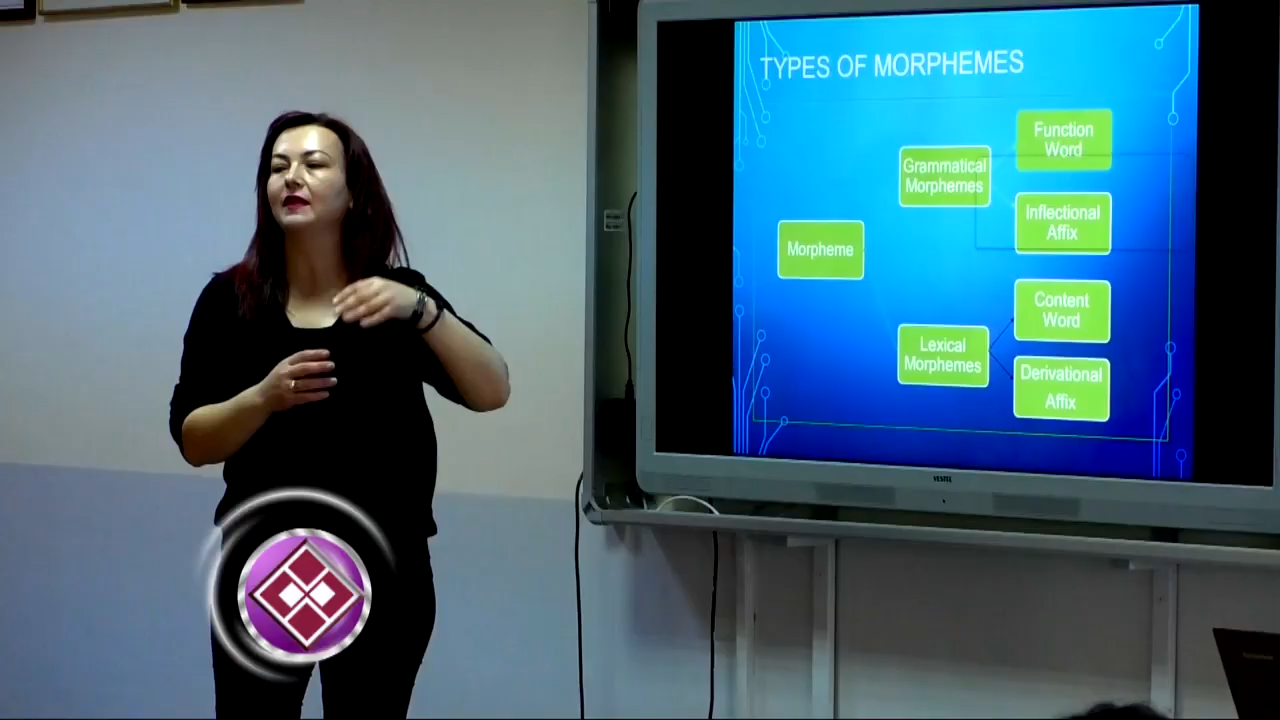 TYPES OF MORPHEMES
Function
Word
Grammatical
Morphemes
Inflectional
Affix
Morpheme
Content
Word
Lexical
Morphemes
Derivational
Affix
VESTEL